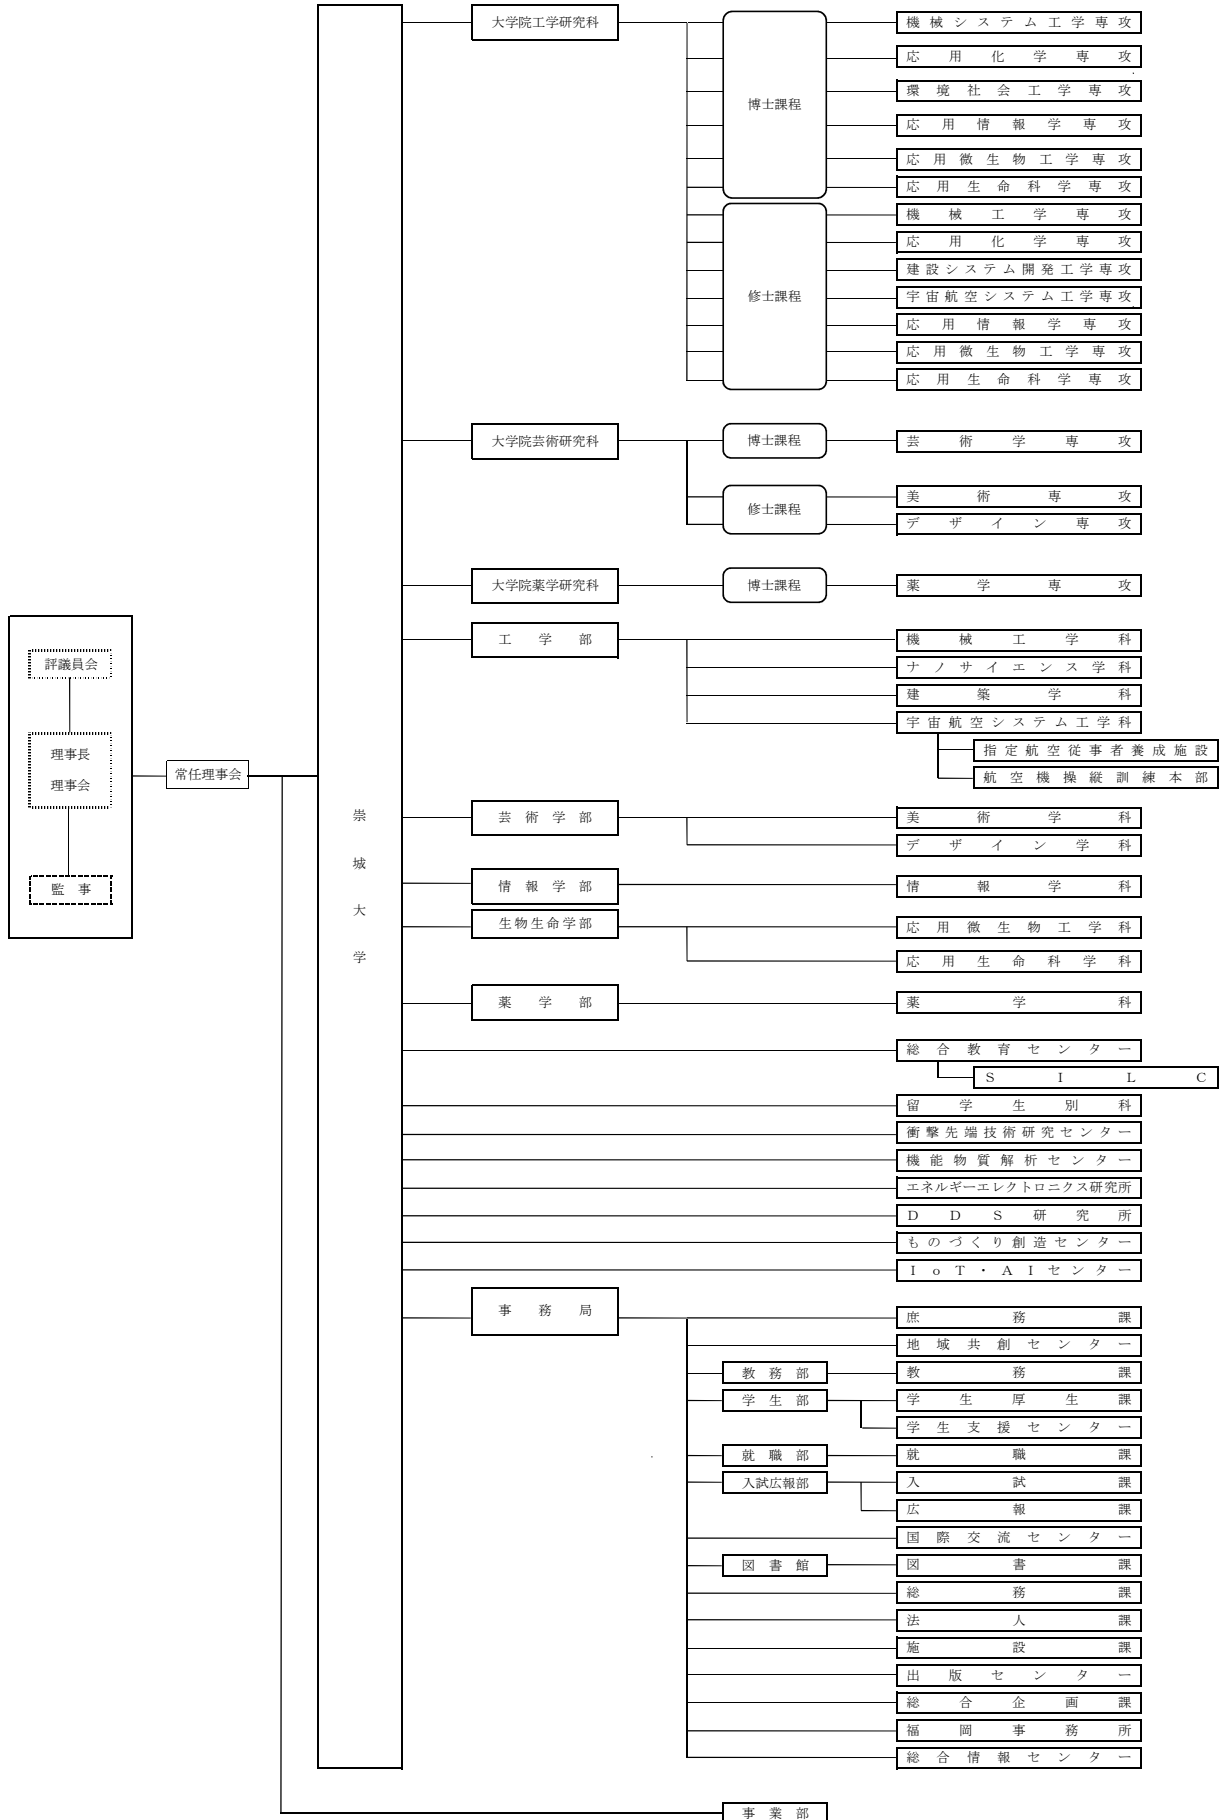 大学院工学研究科
博士課程
機械システム工学専攻
応用化学専攻
環境社会工学専攻
応用情報学専攻
応用微生物工学専攻
応用生命科学専攻
修士課程
機械工学専攻
応用化学専攻
建設システム開発工学専攻
宇宙航空システム工学専攻
応用情報学専攻
応用微生物工学専攻
応用生命科学専攻
大学院芸術研究科
博士課程
芸術学専攻
修士課程
美術専攻
デザイン専攻
大学院薬学研究科
博士課程
薬学専攻
評議員会
理事長
理事会
監事
常任理事会
崇城大学
工学部
機械工学科
ナノサイエンス学科
建築学科
宇宙航空システム工学科
指定航空従事者養成施設
航空機操縦訓練本部
芸術学部
美術学科
デザイン学科
情報学部
情報学科
生物生命学部
応用微生物工学科
応用生命科学科
薬学部
薬学科
総合教育センター
SILC
留学生別科
衝撃先端技術研究センター
機能物質解析センター
エネルギーエレクトロニクス研究所
DDS研究所
ものづくり創造センター
IoT・AIセンター
事務局
庶務課
地域共創センター
教務部
教務課
学生部
学生厚生課
学生支援センター
就職部
就職課
入試広報部
入試課
広報課
国際交流センター
図書館
図書課
総務課
法人課
施設課
出版センター
総合企画課
福岡事務所
総合情報センター
事業部